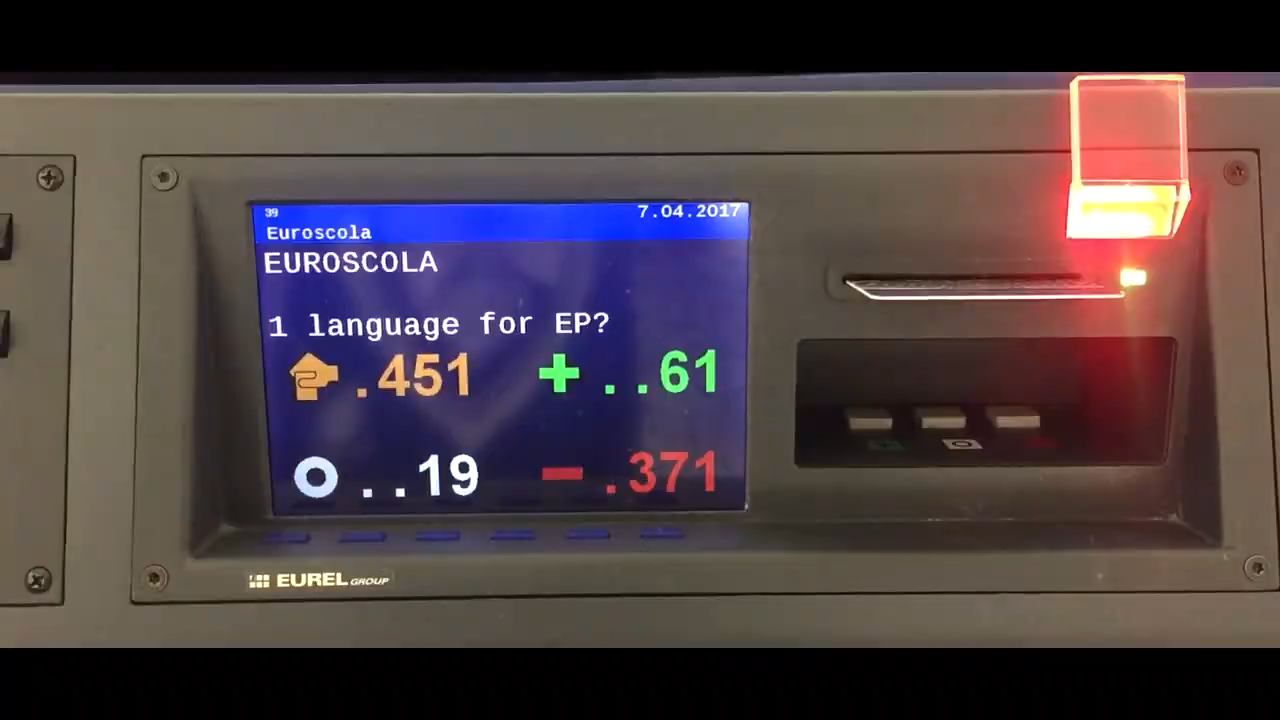 39
7.04.2017
Euroscola
EUROSCOLA
1 language for EP?
.451
+ ..61
..19
- .371
EUREL GROUP